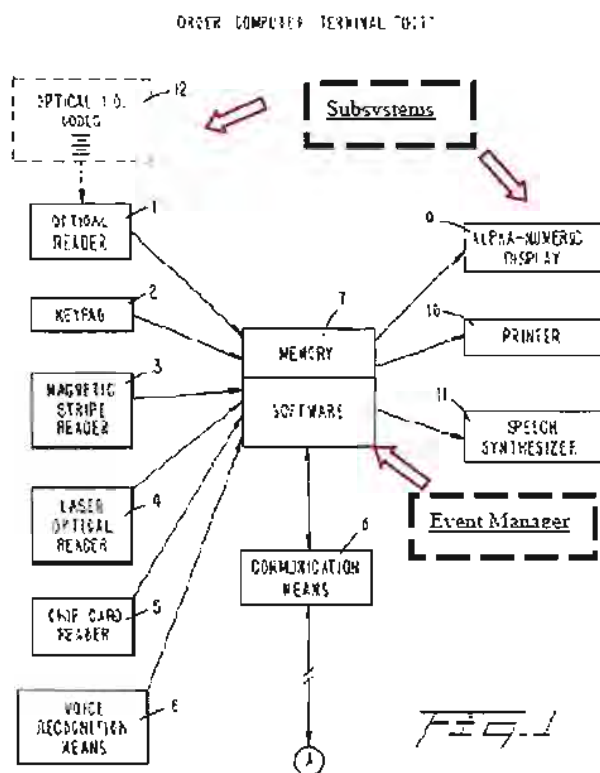 ORDER COMPUTER TERMINAL
12
OPTICAL I.D.
CODES
Subsystems
1
OPTICAL
READER
9
ALPHA-NUMERIC
DISPLAY
2
KEYPAD
7
MEMORY
SOFTWARE
10
PRINTER
3
MAGNETIC
STRIPE
READER
11
SPEECH
SYNTHESIZER
4
LASER
OPTICAL
READER
Event Manager
COMMUNICATION
MEANS
5
CHIP CARD
READER
6
VOICE
RECOGNITION
MEANS
A
Fig. 1